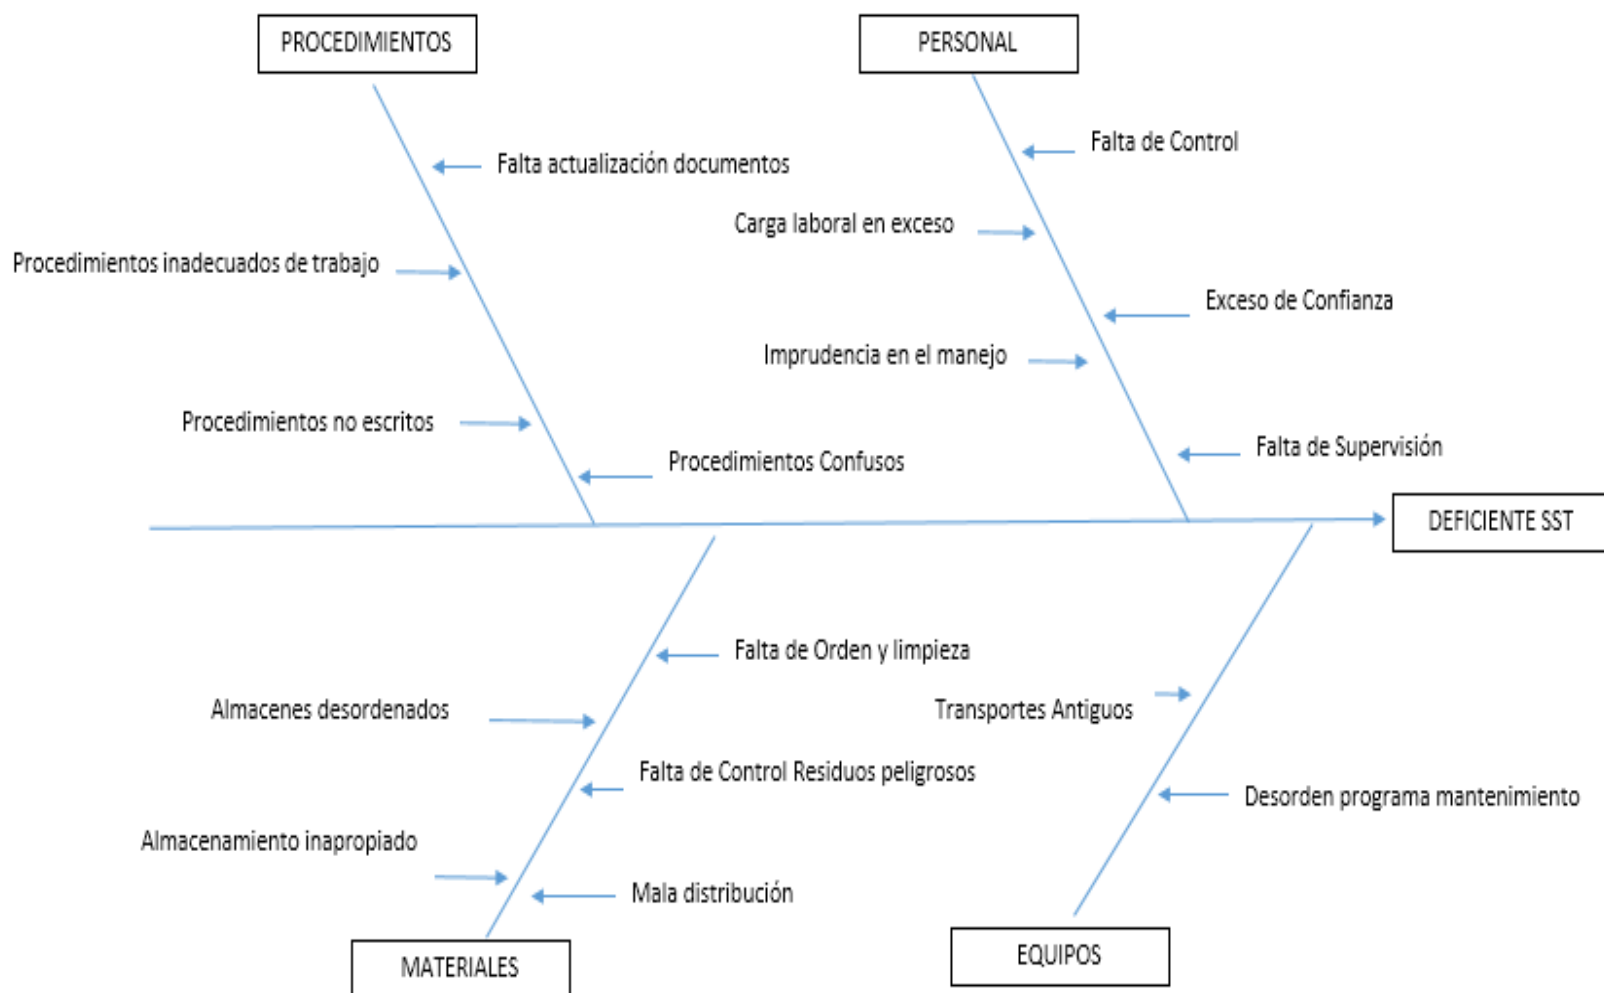 PROCEDIMIENTOS
PERSONAL
Falta de Control
Falta actualización documentos
Carga laboral en exceso
Procedimientos inadecuados de trabajo
Exceso de Confianza
Imprudencia en el manejo
Procedimientos no escritos
Falta de Supervisión
Procedimientos Confusos
DEFICIENTE SST
Falta de Orden y limpieza
Almacenes desordenados
Transportes Antiguos
Falta de Control Residuos peligrosos
Desorden programa mantenimiento
Almacenamiento inapropiado
Mala distribución
EQUIPOS
MATERIALES